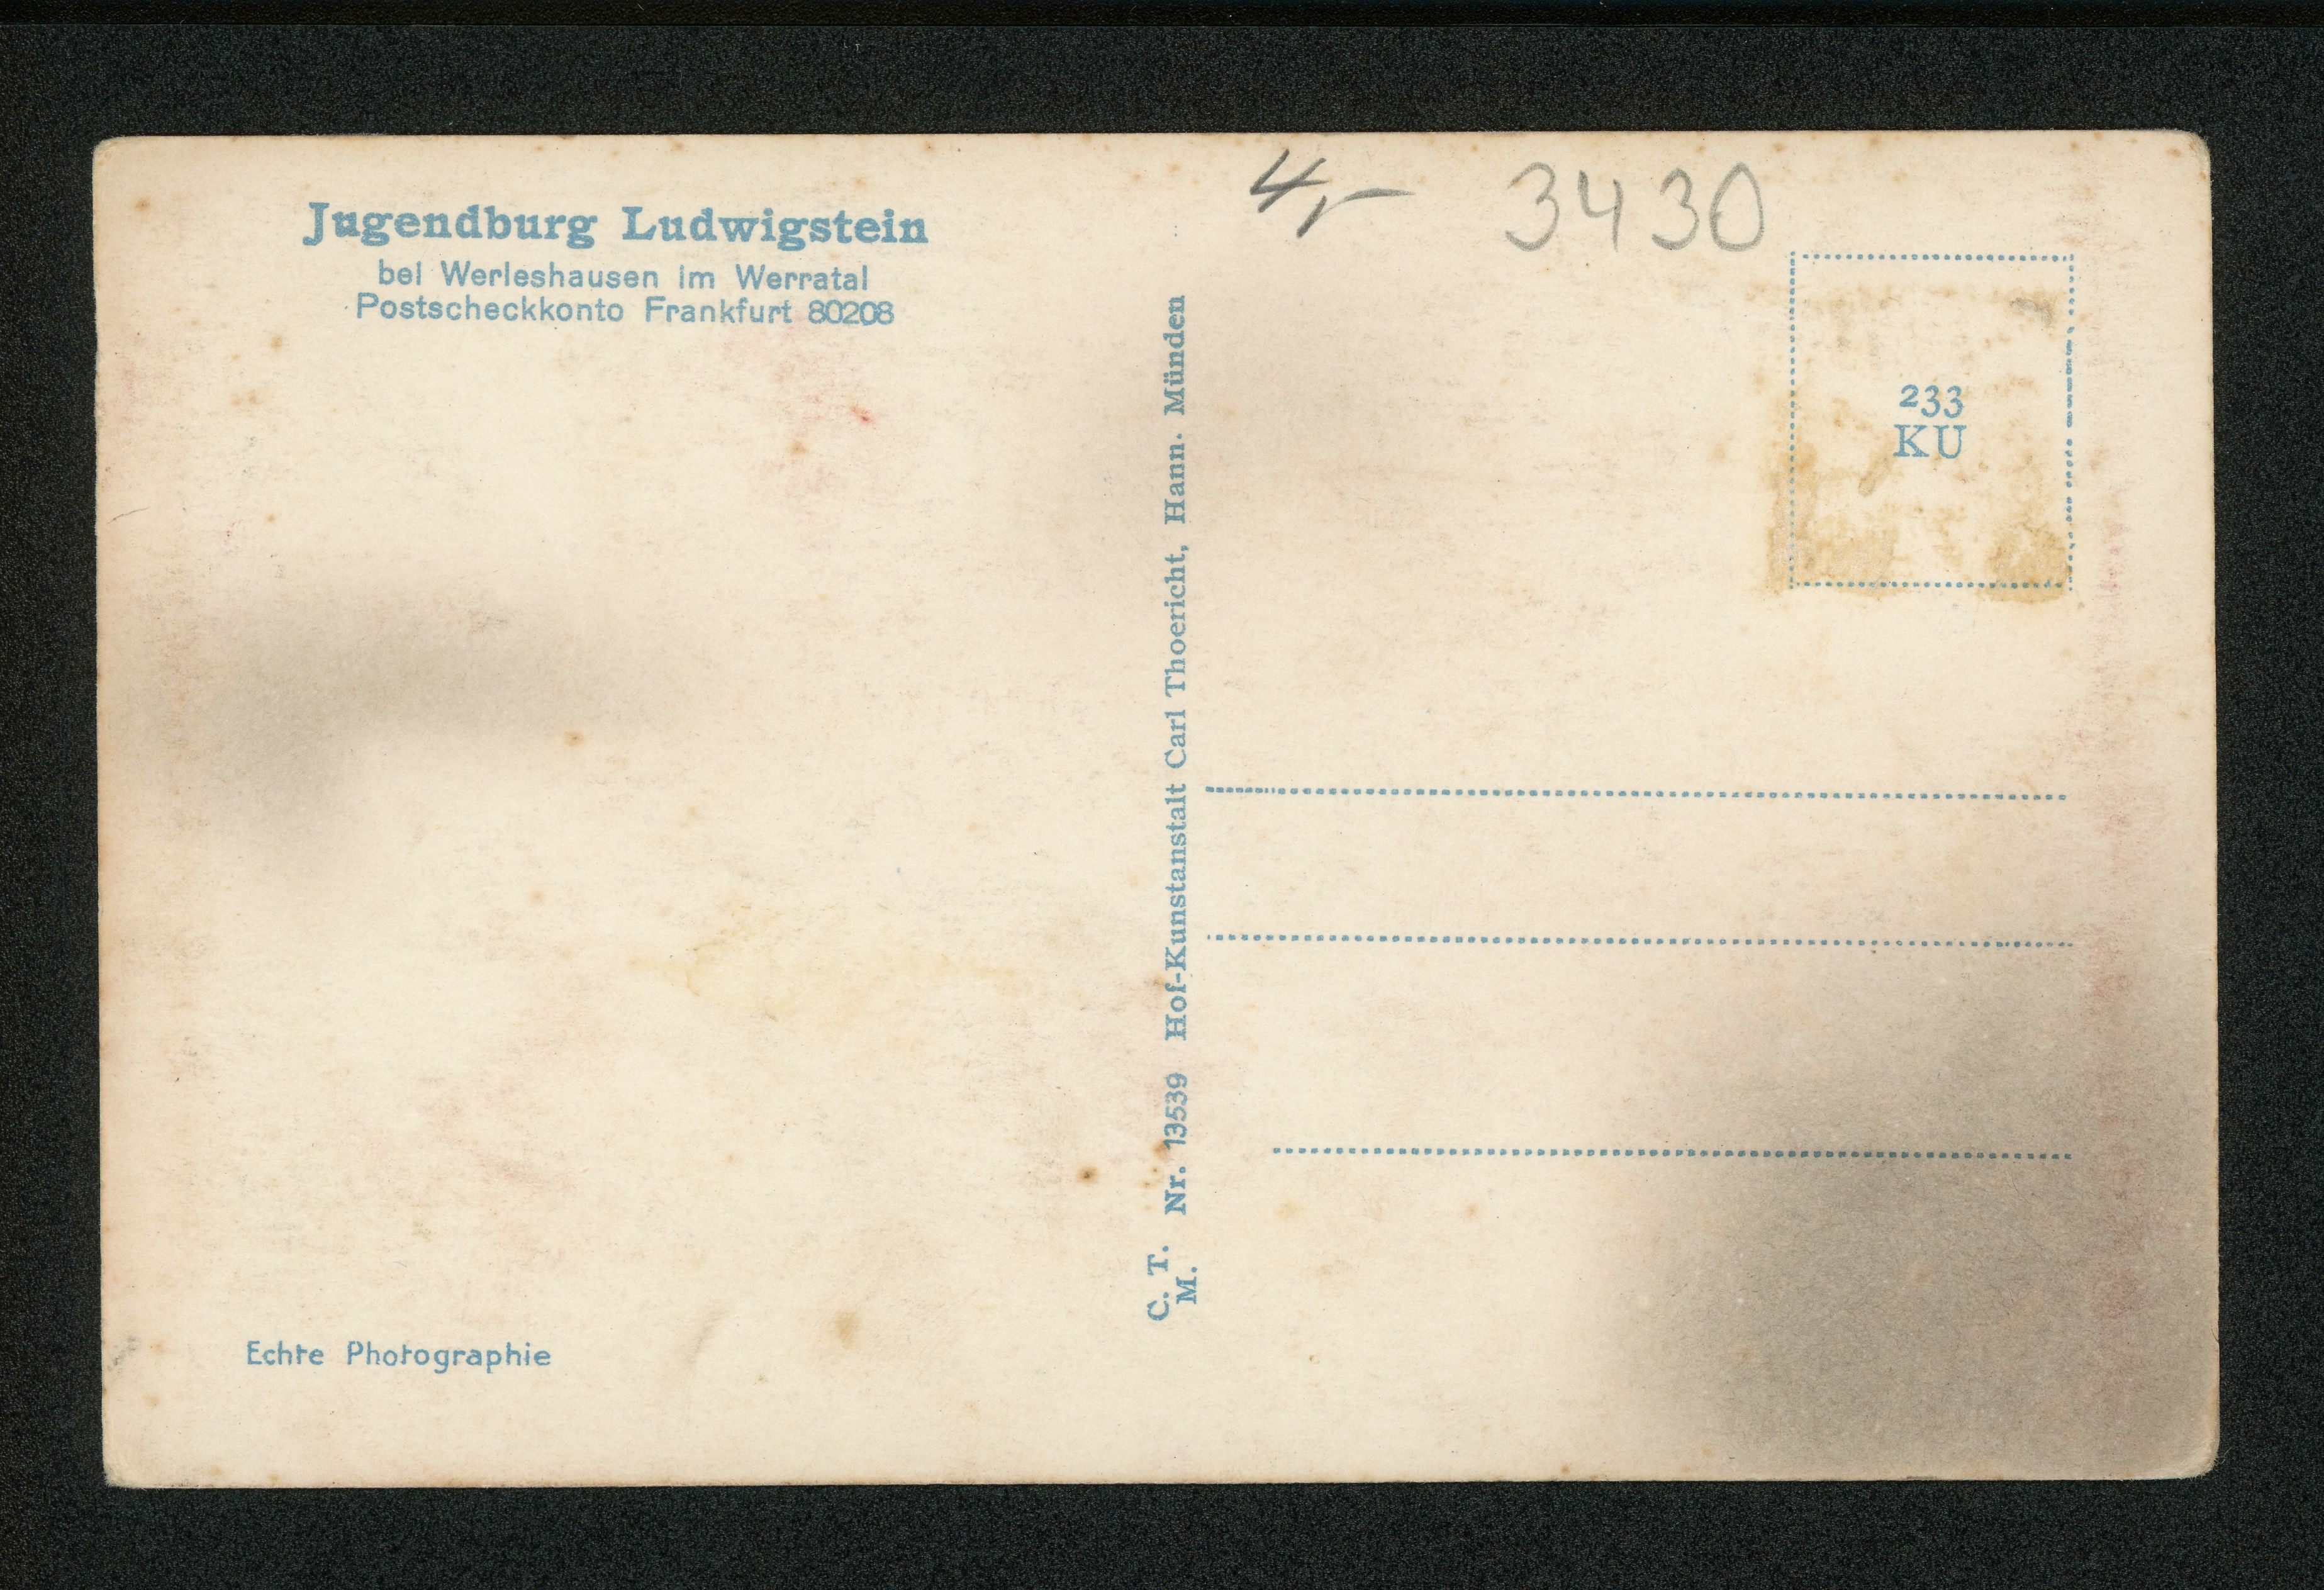 Jugendburg Ludwigstein
bei Werleshausen im Werratal
Postscheckkonto Frankfurt 80208
Echte Photographie
C. T.
M.
Nr. 13539 Hof-Kunstanstalt Carl Thoericht, Hann. Münden
4,-
3430
233
KU